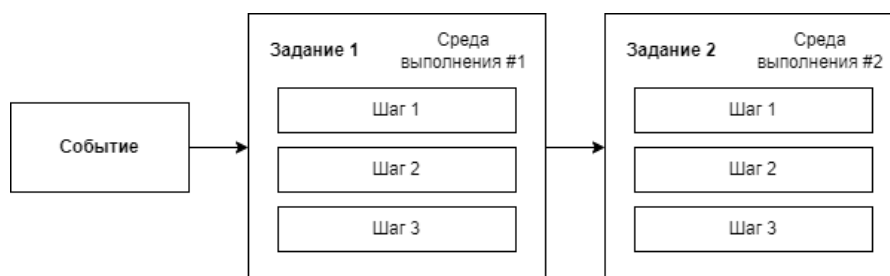 Событие
Задание 1
Среда
выполнения #1
Шаг 1
Шаг 2
Шаг 3
Задание 2
Среда
выполнения #2
Шаг 1
Шаг 2
Шаг 3